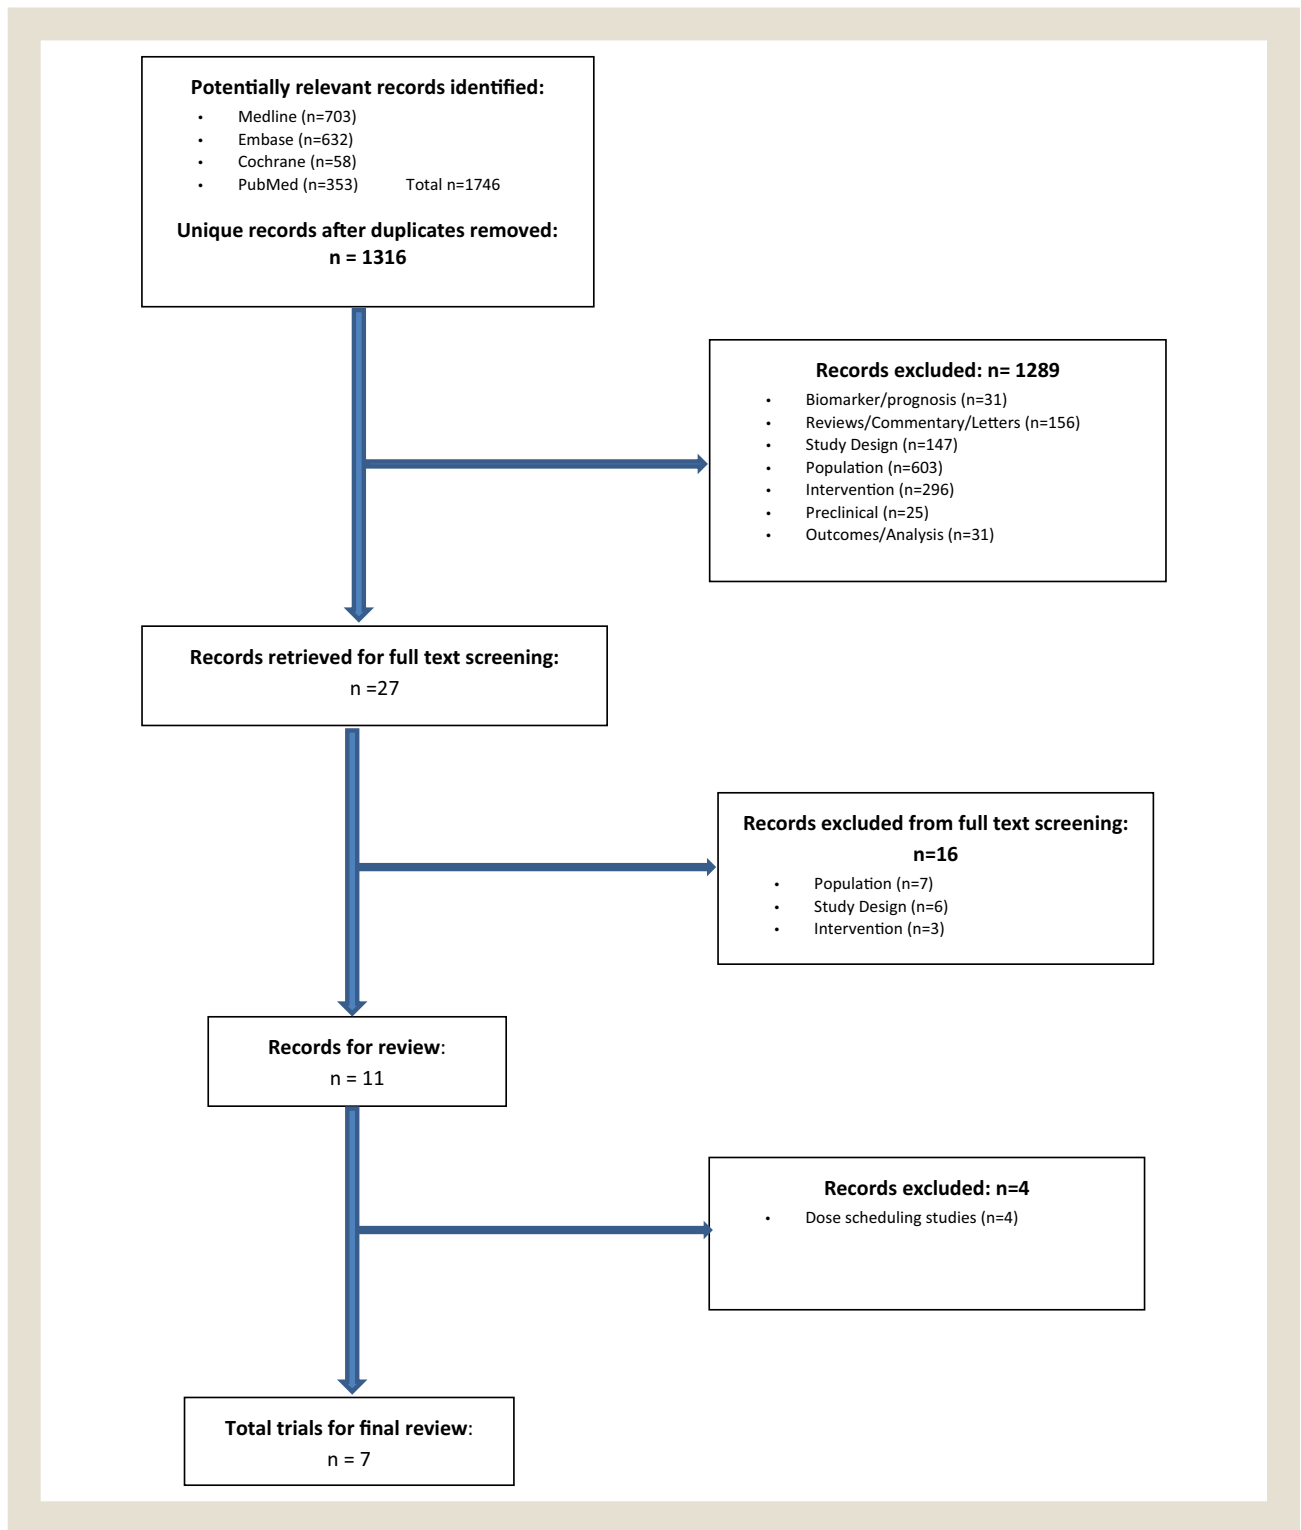 Potentially relevant records identified:
• Medline (n=703)
• Embase (n=632)
• Cochrane (n=58)
• PubMed (n=353) Total n=1746
Unique records after duplicates removed:
n = 1316
Records excluded: n= 1289
• Biomarker/prognosis (n=31)
• Reviews/Commentary/Letters (n=156)
• Study Design (n=147)
• Population (n=603)
• Intervention (n=296)
• Preclinical (n=25)
• Outcomes/Analysis (n=31)
Records retrieved for full text screening:
n =27
Records excluded from full text screening:
n=16
• Population (n=7)
• Study Design (n=6)
• Intervention (n=3)
Records for review:
n = 11
Records excluded: n=4
• Dose scheduling studies (n=4)
Total trials for final review:
n = 7